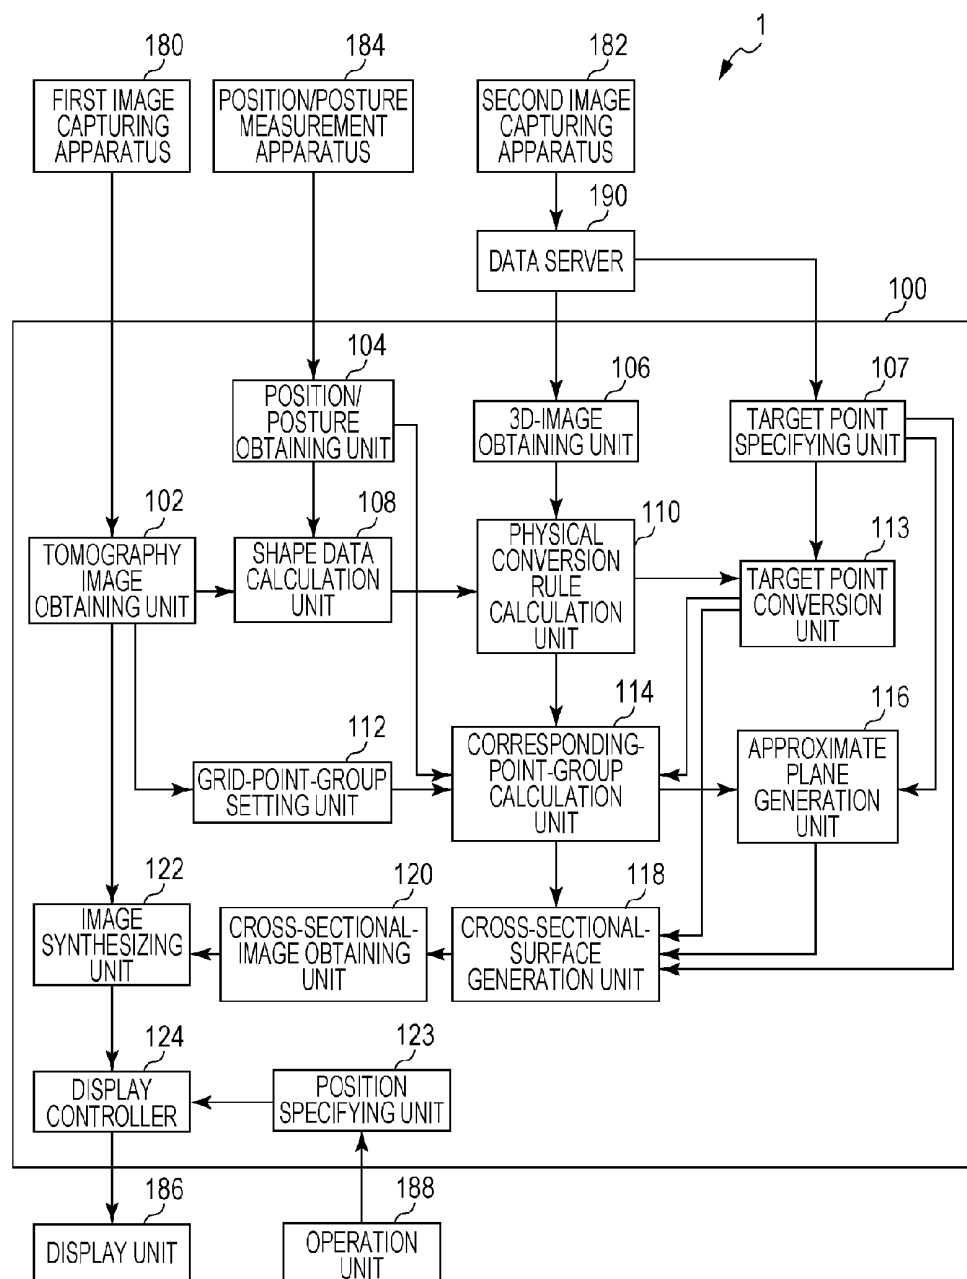 1
180
184
182
FIRST IMAGE
CAPTURING
APPARATUS
POSITION/POSTURE
MEASUREMENT
APPARATUS
SECOND IMAGE
CAPTURING
APPARATUS
190
DATA SERVER
100
104
106
107
POSITION/
POSTURE
OBTAINING UNIT
3D-IMAGE
OBTAINING UNIT
TARGET POINT
SPECIFYING UNIT
102
108
110
113
TOMOGRAPHY
IMAGE
OBTAINING UNIT
SHAPE DATA
CALCULATION
UNIT
PHYSICAL
CONVERSION
RULE
CALCULATION
UNIT
TARGET POINT
CONVERSION
UNIT
112
114
116
GRID-POINT-GROUP
SETTING UNIT
CORRESPONDING-
POINT-GROUP
CALCULATION
UNIT
APPROXIMATE
PLANE
GENERATION
UNIT
122
120
118
IMAGE
SYNTHESIZING
UNIT
CROSS-SECTIONAL-
IMAGE OBTAINING
UNIT
CROSS-SECTIONAL-
SURFACE
GENERATION UNIT
124
123
DISPLAY
CONTROLLER
POSITION
SPECIFYING UNIT
186
188
DISPLAY UNIT
OPERATION
UNIT